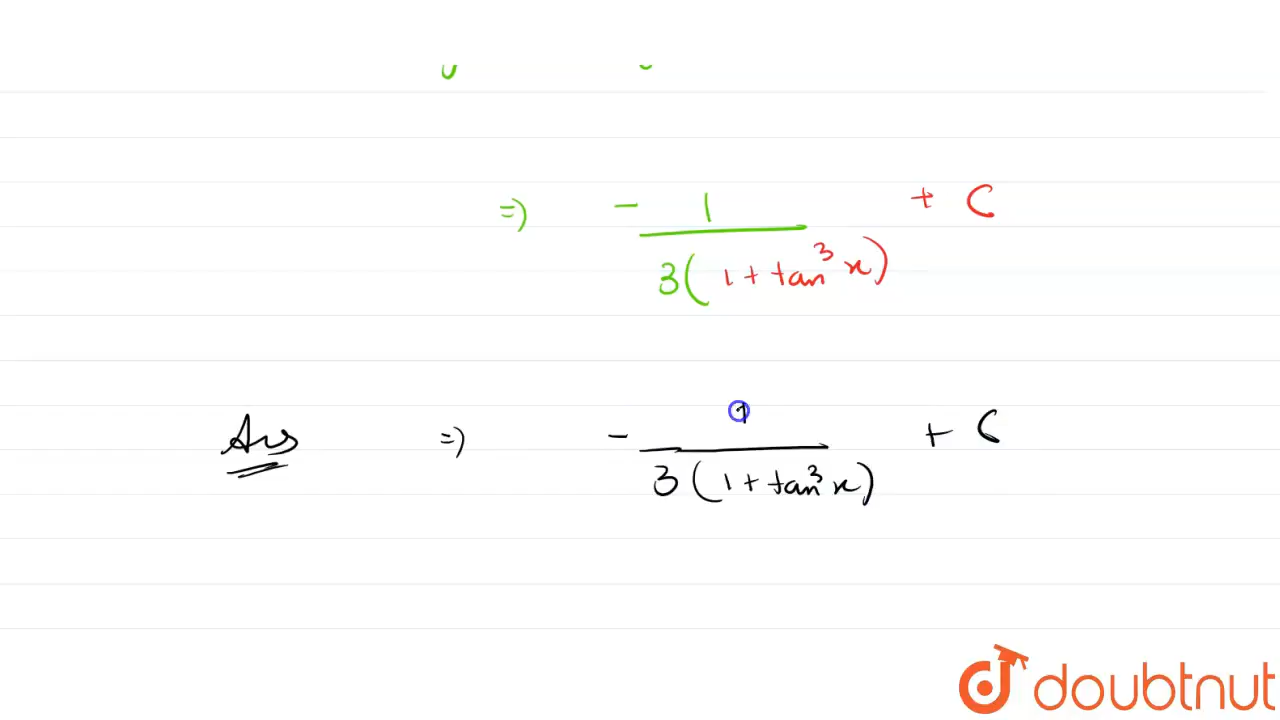 =) - 1 / 3(1 + tan³x) + C
Ans =) - 1 / 3(1 + tan³x) + C
doubtnut